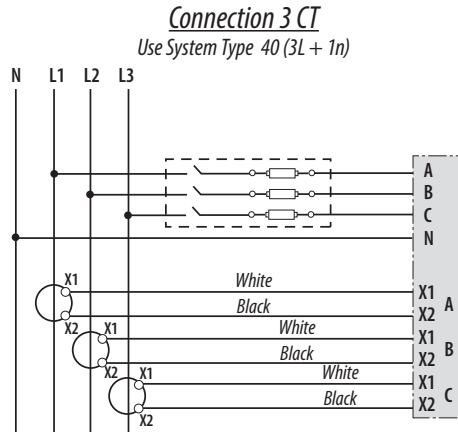 Connection 3 CT
Use System Type 40 (3L + 1n)
N L1 L2 L3
A
B
C
N
X1 White X1
A
X2 Black X2
X1 White X1
B
X2 Black X2
X1 White X1
C
X2 Black X2